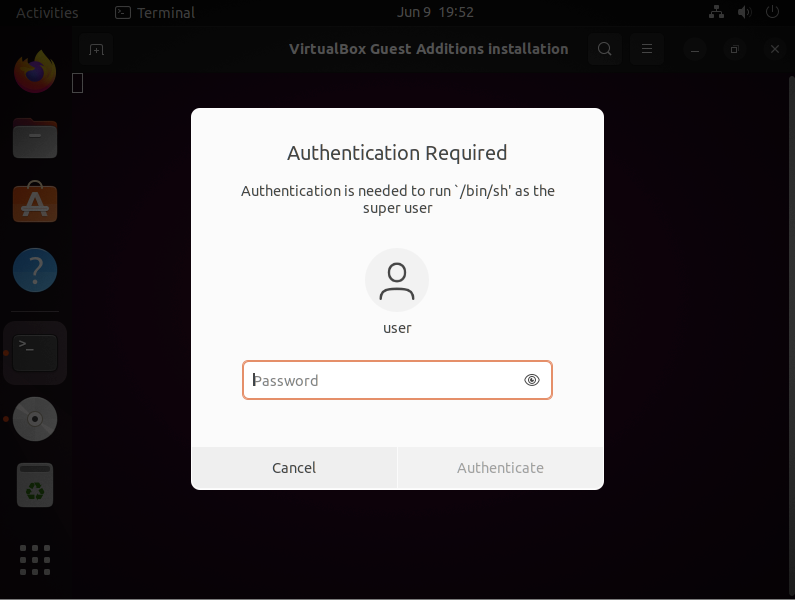 Activities
Terminal
Jun 9 19:52
VirtualBox Guest Additions installation
>_
Authentication Required
Authentication is needed to run `/bin/sh' as the
super user
user
Password
Cancel
Authenticate